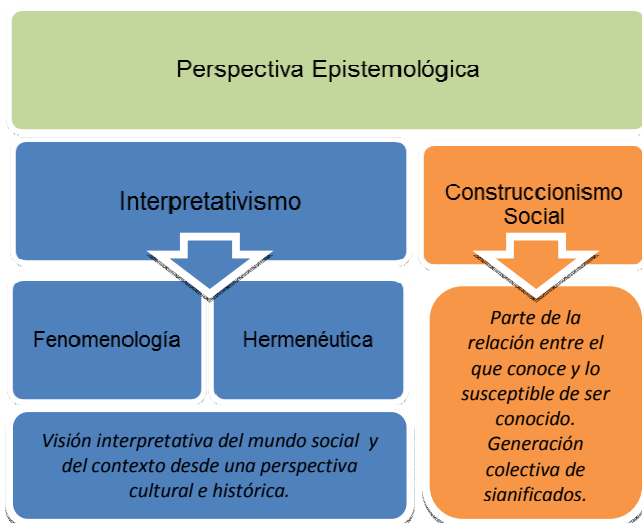 Perspectiva Epistemológica
Interpretativismo
Construccionismo
Social
Fenomenología
Hermenéutica
Visión interpretativa del mundo social y
del contexto desde una perspectiva
cultural e histórica.
Parte de la
relación entre el
que conoce y lo
susceptible de ser
conocido.
Generación
colectiva de
significados.